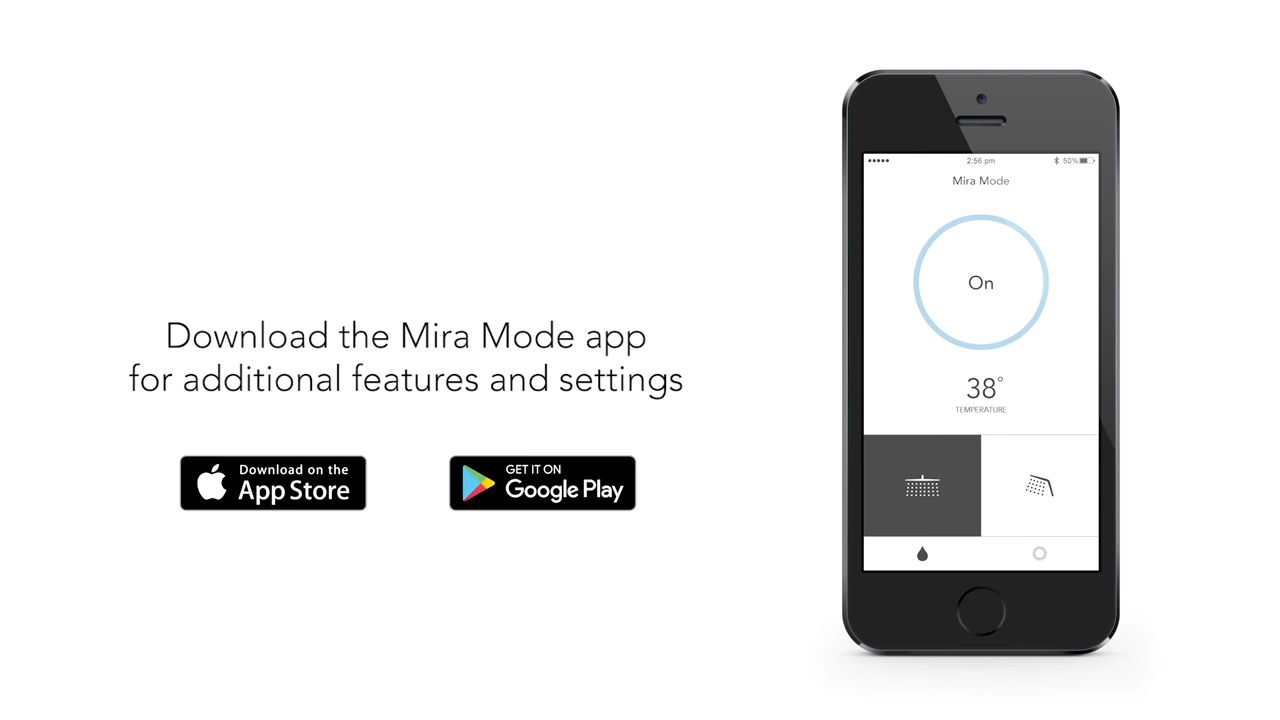 Download the Mira Mode app
for additional features and settings
Download on the
App Store
GET IT ON
Google Play
2:56 pm
50%
Mira Mode
On
38°
TEMPERATURE